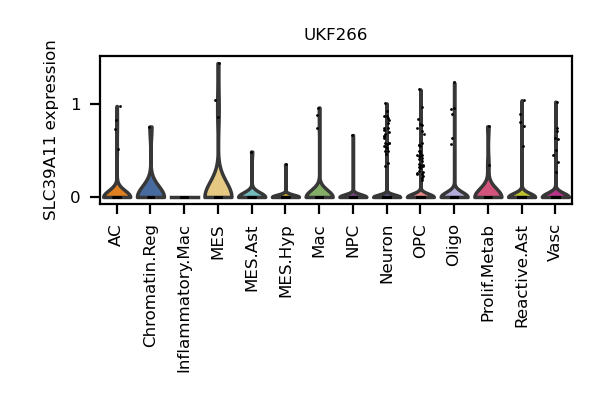 UKF266
SLC39A11 expression
1
0
AC
Chromatin.Reg
Inflammatory.Mac
MES
MES.Ast
MES.Hyp
Mac
NPC
Neuron
OPC
Oligo
Prolif.Metab
Reactive.Ast
Vasc